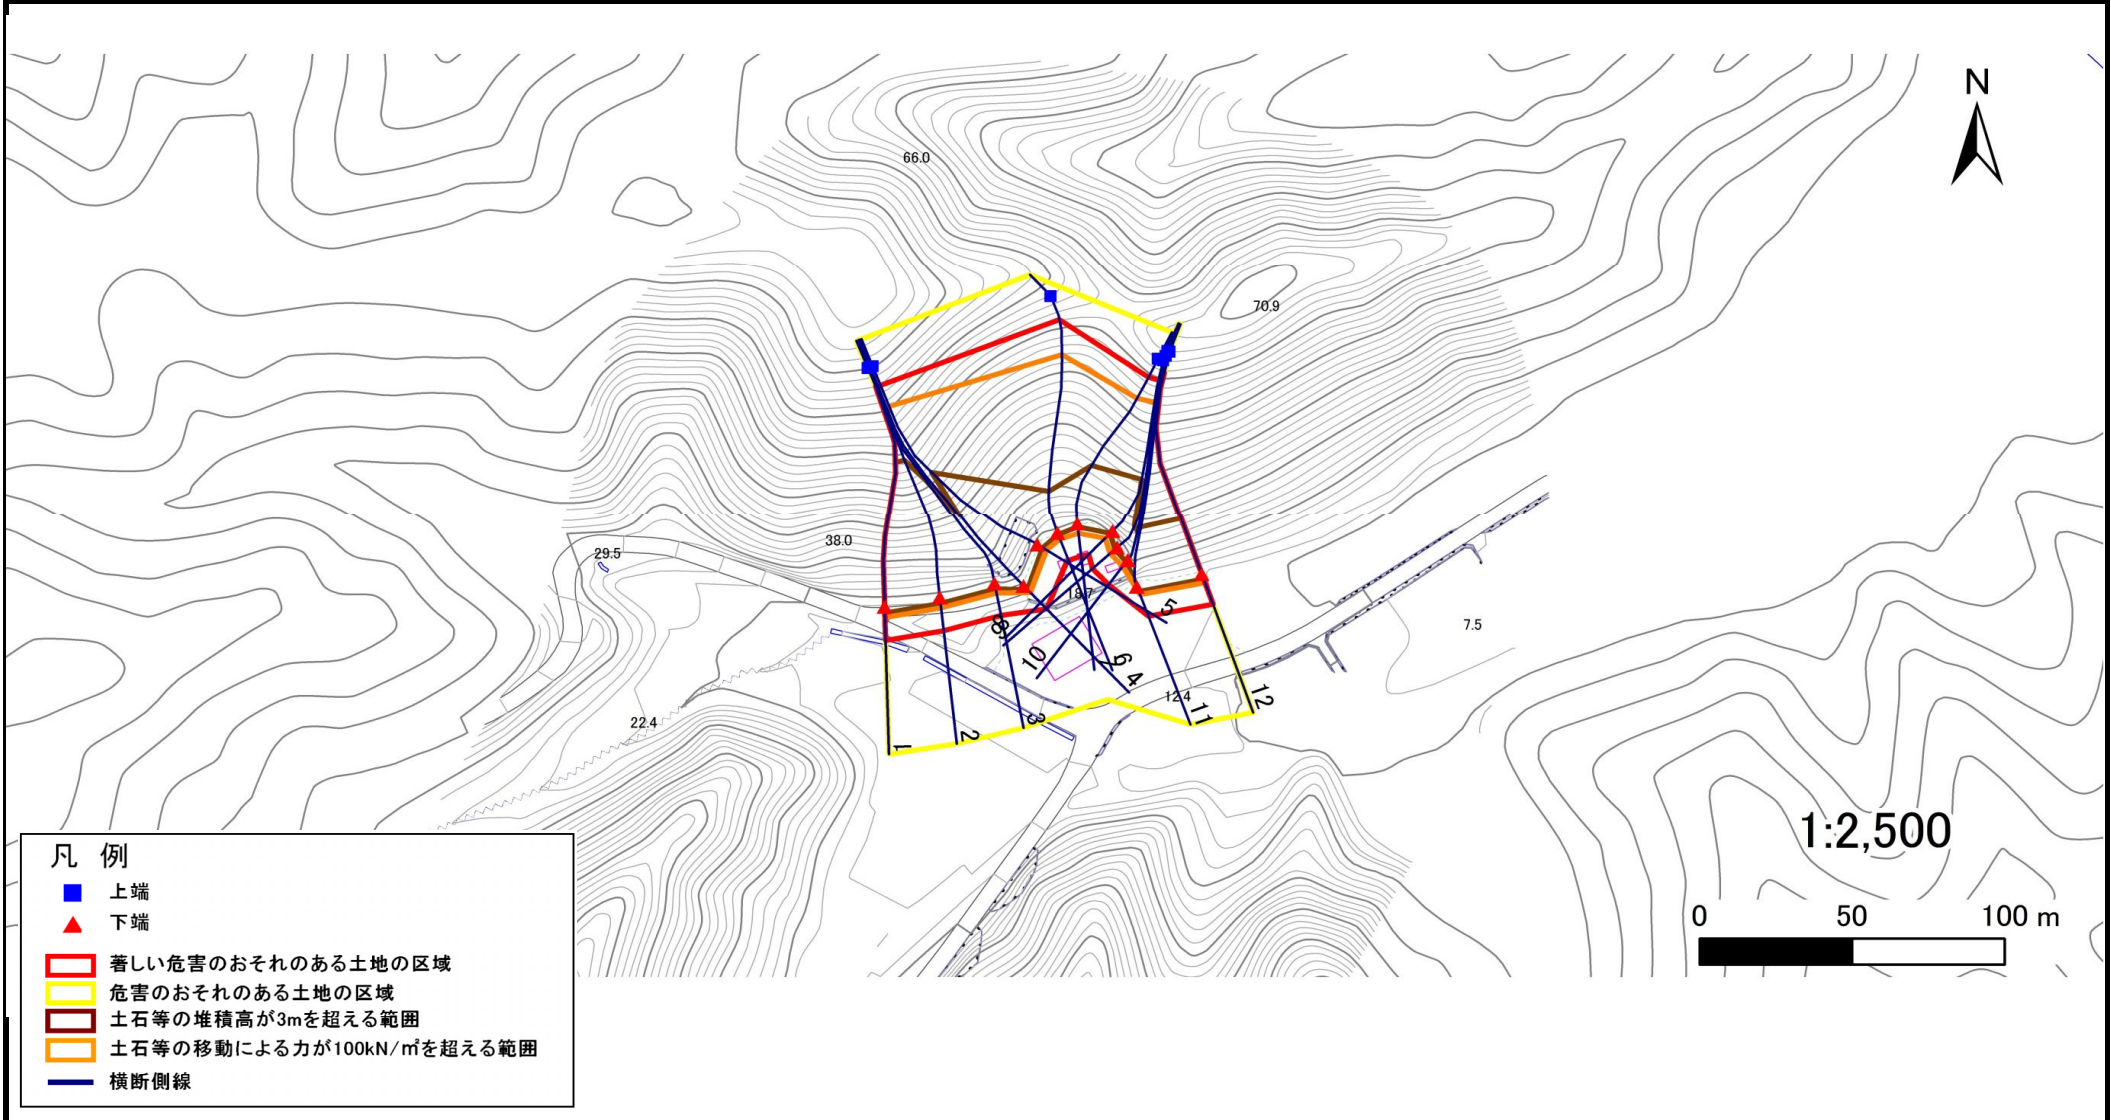 N
66.0
70.9
38.0
29.5
18.7
5
7.5
8
9
10
6
7
4
12
12.4
11
22.4
3
2
1
1:2,500
0 50 100 m
凡 例
上端
下端
著しい危害のおそれのある土地の区域
危害のおそれのある土地の区域
土石等の堆積高が3mを超える範囲
土石等の移動による力が100kN/㎡を超える範囲
横断側線